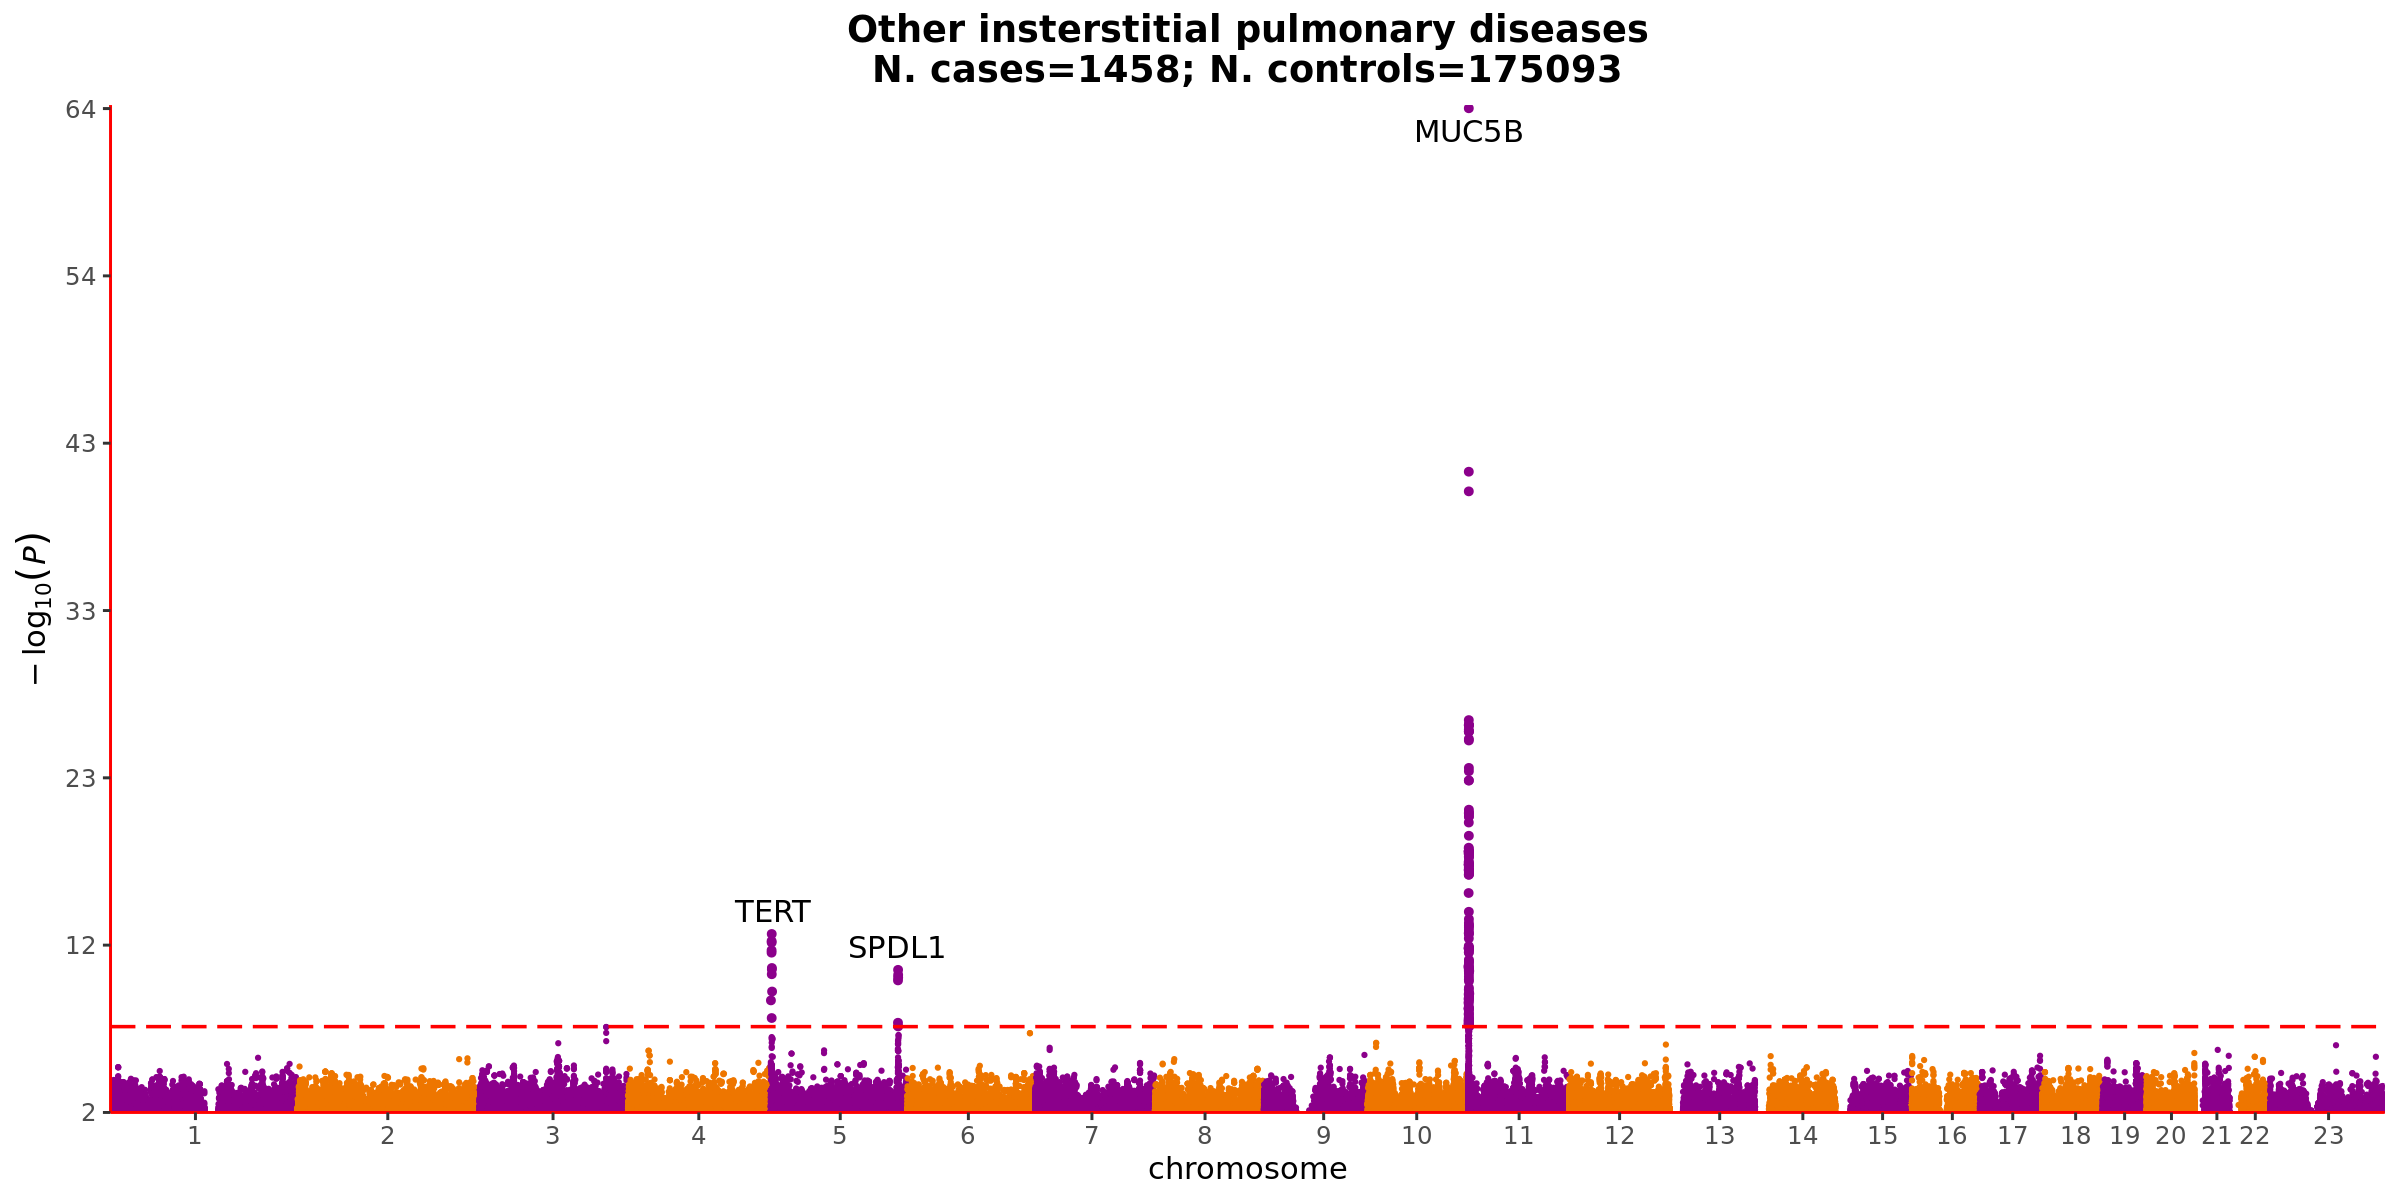 Other insterstitial pulmonary diseases
N. cases=1458; N. controls=175093
64
MUC5B
54
43
− log10(P)
33
23
TERT
12
SPDL1
2
1 2 3 4 5 6 7 8 9 10 11 12 13 14 15 16 17 18 19 20 21 22 23
chromosome